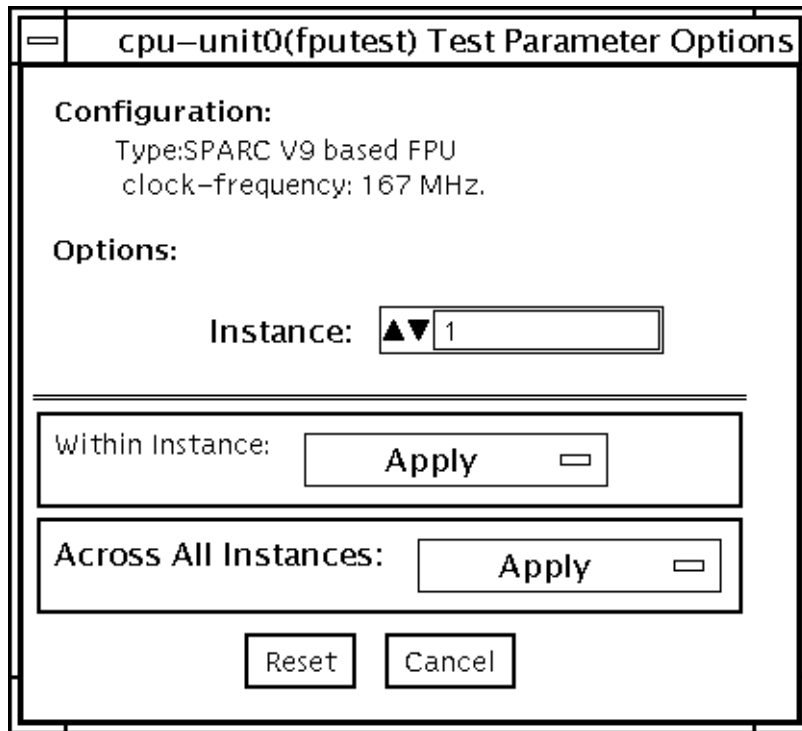 cpu-unit0(fputest) Test Parameter Options
Configuration:
Type:SPARC V9 based FPU
clock-frequency: 167 MHz.
Options:
Instance: 1
Within Instance: Apply
Across All Instances: Apply
Reset Cancel